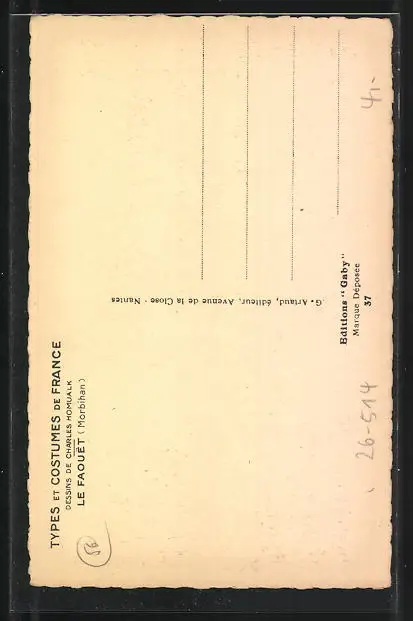 TYPES ET COSTUMES DE FRANCE
DESSINS DE CHARLES HOMUALK
LE FAOUËT (Morbihan)
56
G. Artaud, éditeur, Avenue de la Close - Nantes
Editions "Gaby"
Marque Déposée
37
26-514
4,-